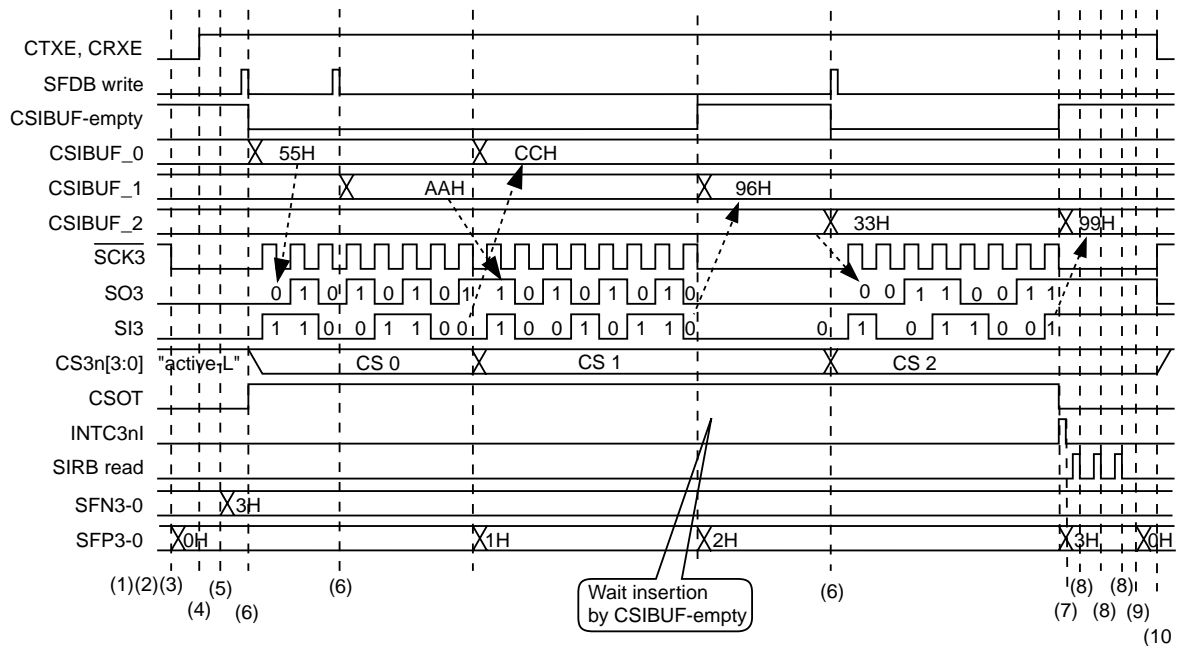 CTXE, CRXE
SFDB write
CSIBUF-empty
CSIBUF_0 55H CCH
CSIBUF_1 AAH 96H
CSIBUF_2 33H 99H
SCK3
SO3 0 1 0 1 0 1 0 1 1 0 1 0 1 0 1 0 0 0 1 1 0 0 1 1
SI3 1 1 0 0 1 1 0 0 1 0 0 1 0 1 1 0 0 1 0 1 1 0 0 1
CS3n[3:0] "active-L" CS 0 CS 1 CS 2
CSOT
INTC3nI
SIRB read
SFN3-0 3H
SFP3-0 0H 1H 2H 3H 0H
Wait insertion
by CSIBUF-empty
(1)(2)(3) (5) (6) (6) (8) (8)
(4) (6) (7) (8) (9)
(10